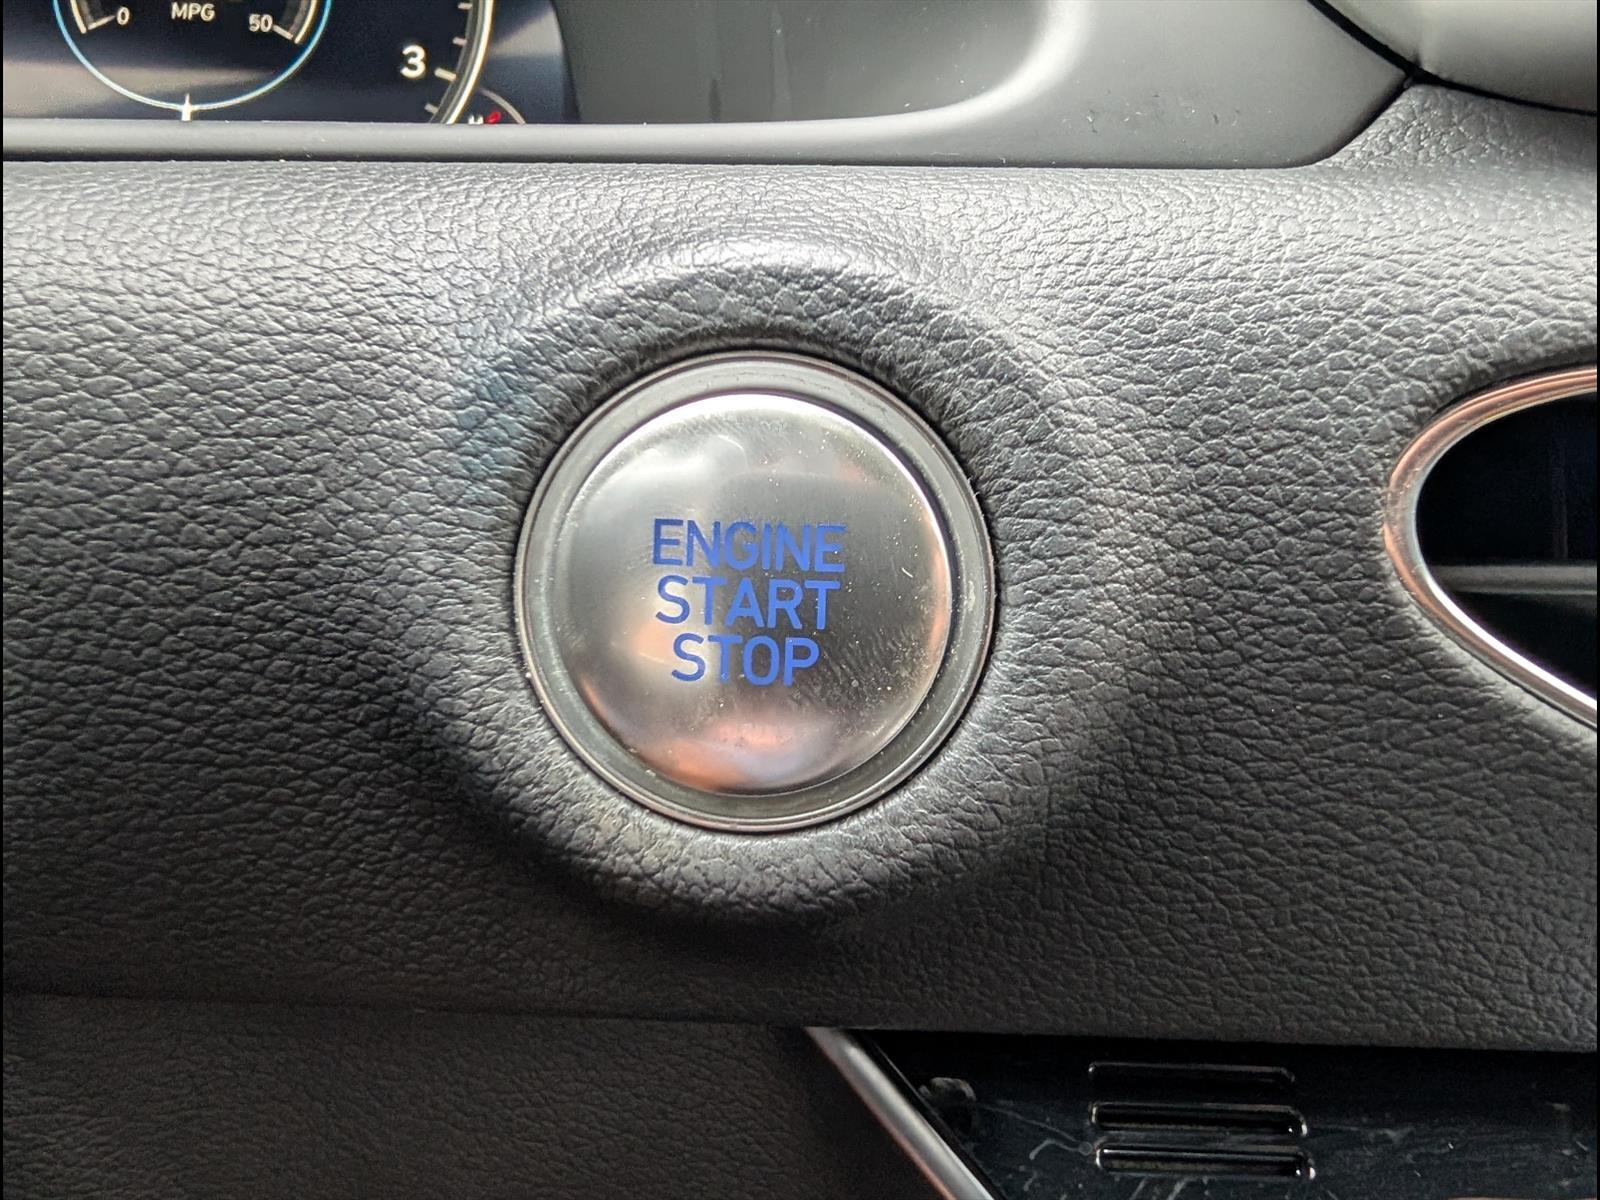 MPG
0 50
3
ENGINE
START
STOP